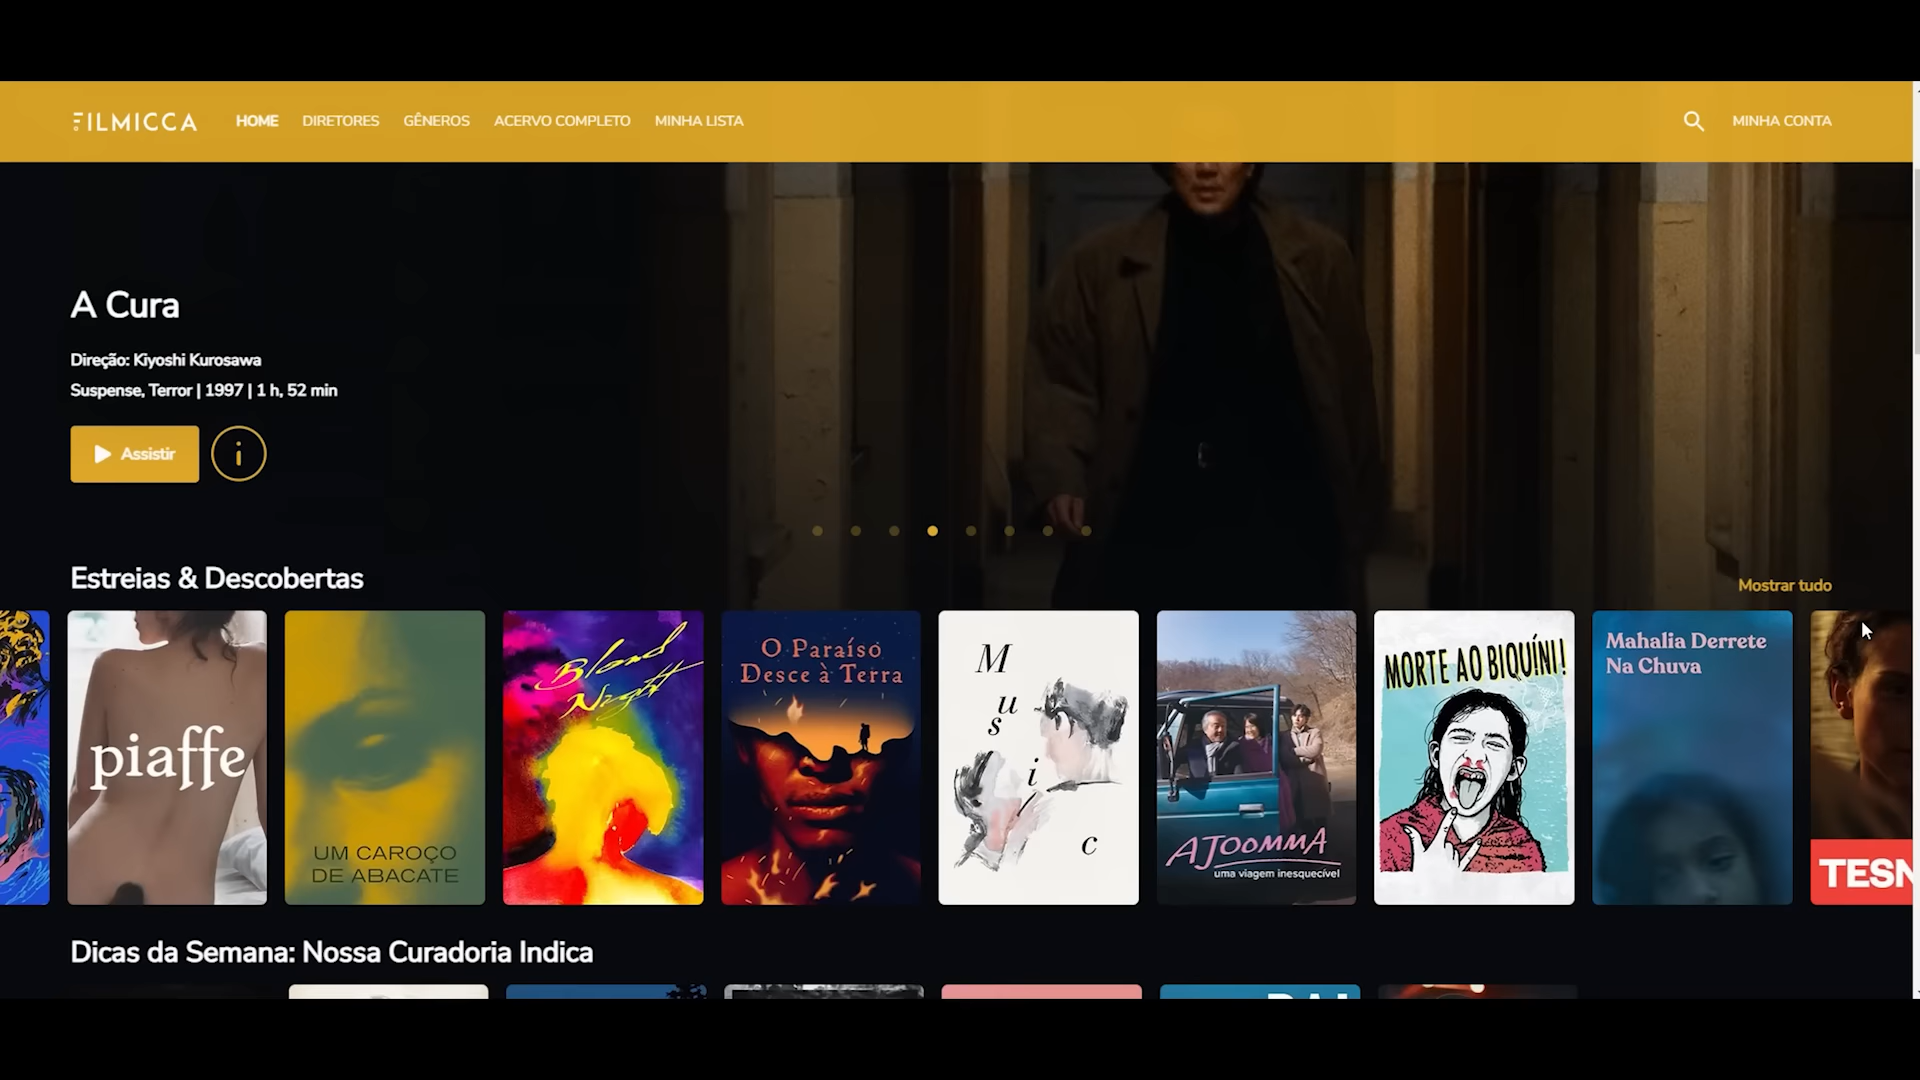 FILMICCA
HOME
DIRETORES
GÊNEROS
ACERVO COMPLETO
MINHA LISTA
MINHA CONTA
A Cura
Direção: Kiyoshi Kurosawa
Suspense, Terror | 1997 | 1 h, 52 min
Assistir
Estreias & Descobertas
Mostrar tudo
piaffe
UM CAROÇO
DE ABACATE
Blond
Night
O Paraíso
Desce à Terra
Music
AJOOMMA
uma viagem inesquecível
MORTE AO BIQUÍNI!
Mahalia Derrete
Na Chuva
TESN
Dicas da Semana: Nossa Curadoria Indica